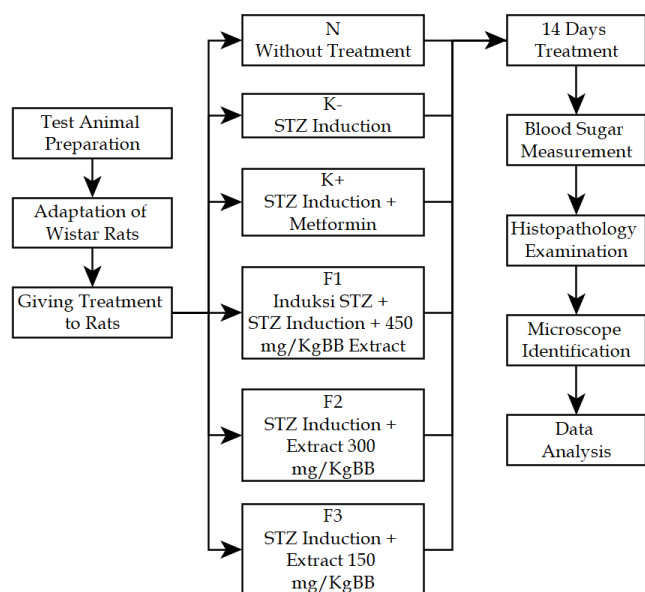 Test Animal
Preparation
Adaptation of
Wistar Rats
Giving Treatment
to Rats
N
Without Treatment
K-
STZ Induction
K+
STZ Induction +
Metformin
F1
Induksi STZ +
STZ Induction + 450
mg/KgBB Extract
F2
STZ Induction +
Extract 300
mg/KgBB
F3
STZ Induction +
Extract 150
mg/KgBB
14 Days
Treatment
Blood Sugar
Measurement
Histopathology
Examination
Microscope
Identification
Data
Analysis